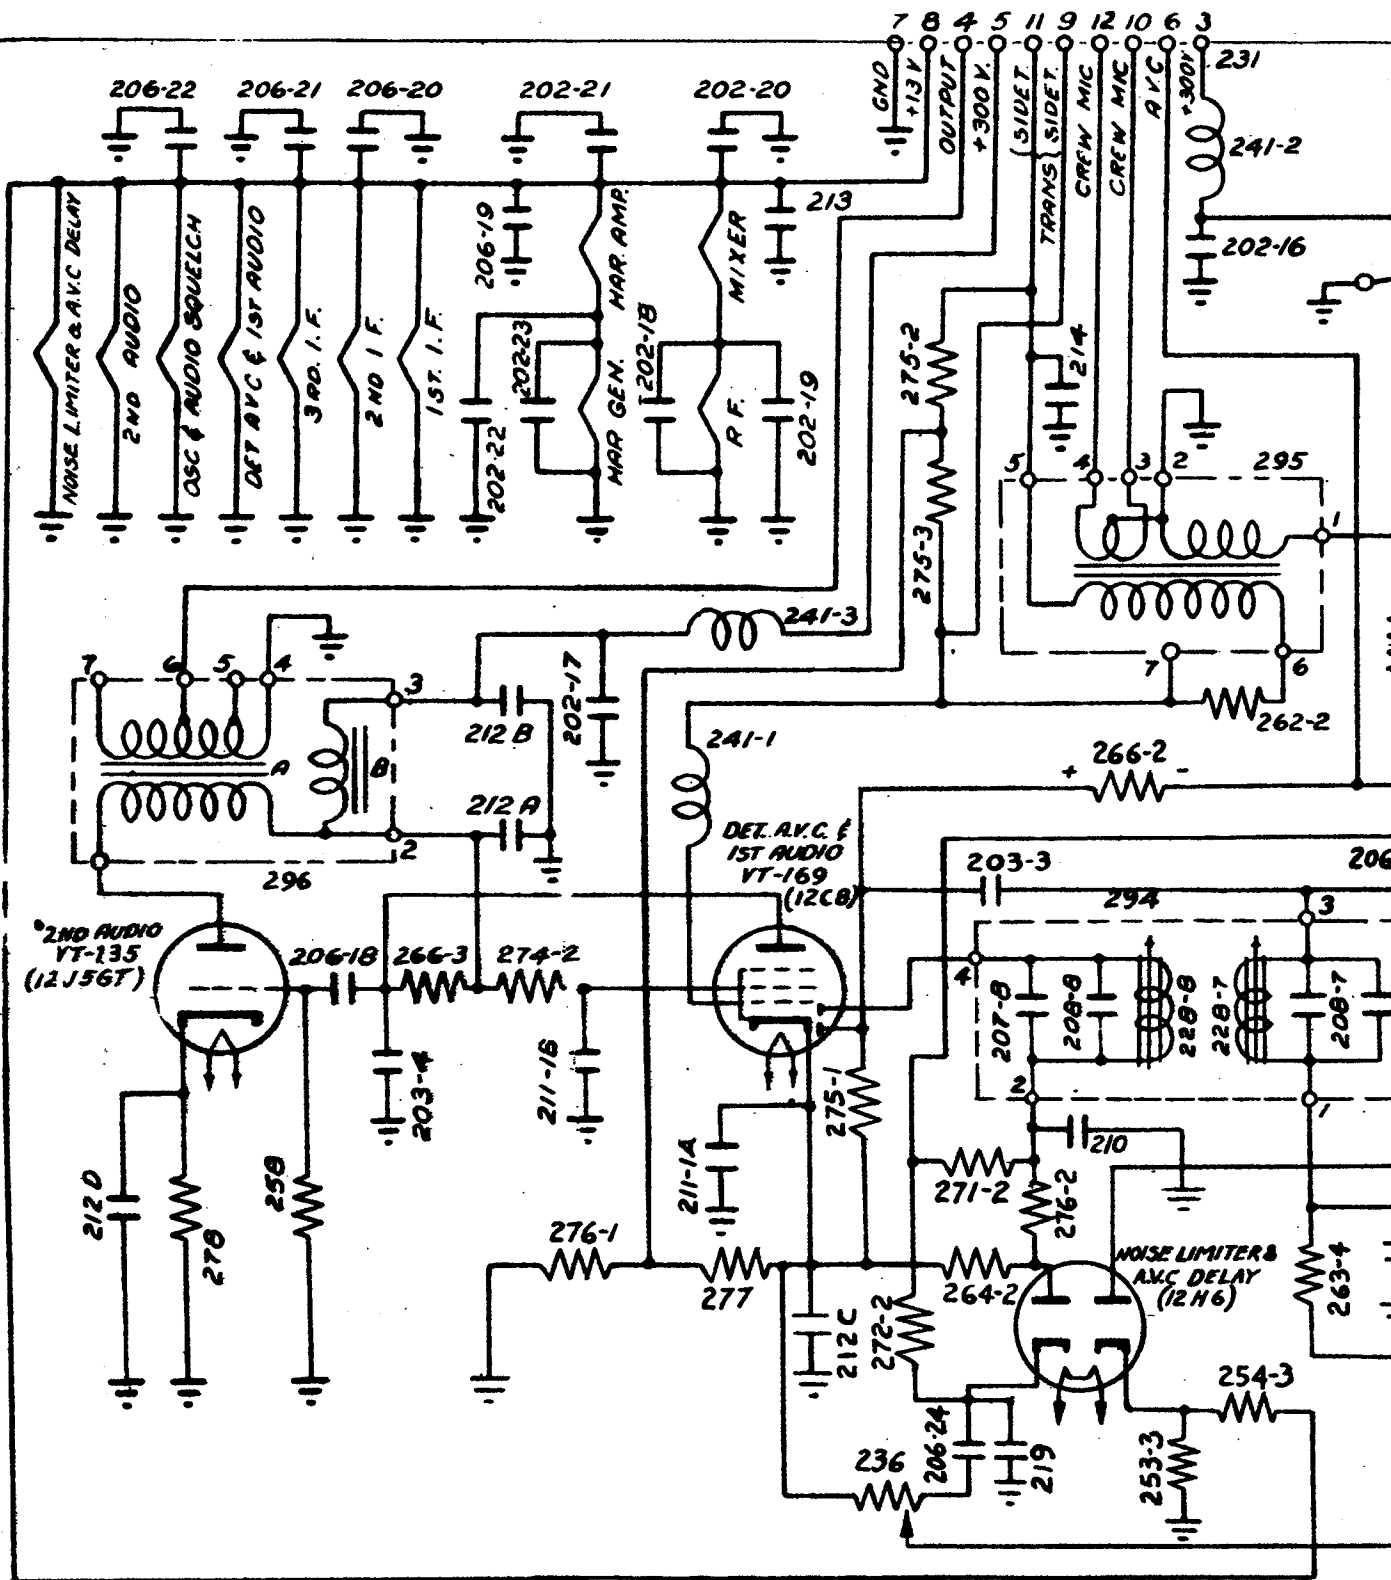 7 8 4 5 11 9 12 10 6 3
231
GND
+13 V
OUTPUT
+300 V.
(SIDET.
TRANS (SIDET.
CREW MIC
CREW MIC
A V C
+300V
206-22
206-21
206-20
202-21
202-20
241-2
213
202-16
NOISE LIMITER & A.V.C DELAY
2ND AUDIO
OSC & AUDIO SQUELCH
DET AVC & 1ST AUDIO
3 RD. I. F.
2 ND I F.
1ST. I. F.
206-19
202-22
202-23
HAR. AMP.
HAR GEN.
202-18
MIXER
R F.
202-19
275-2
214
275-3
5 4 3 2
295
1
7
6
262-2
241-3
7 6 5 4
3
2
A
B
296
212 B
212 A
202-17
241-1
+ 266-2 -
DET. A.V.C. &
1ST AUDIO
VT-169
(12C8)
203-3
294
206
3
4
2ND AUDIO
VT-135
(12J5GT)
206-18
266-3
274-2
207-8
208-8
228-8
228-7
208-7
2
1
203-4
211-1B
211-1A
275-1
210
271-2
276-2
212 D
278
258
276-1
277
264-2
NOISE LIMITER &
A.V.C DELAY
(12H6)
263-4
212 C
272-2
254-3
236
206-24
219
253-3